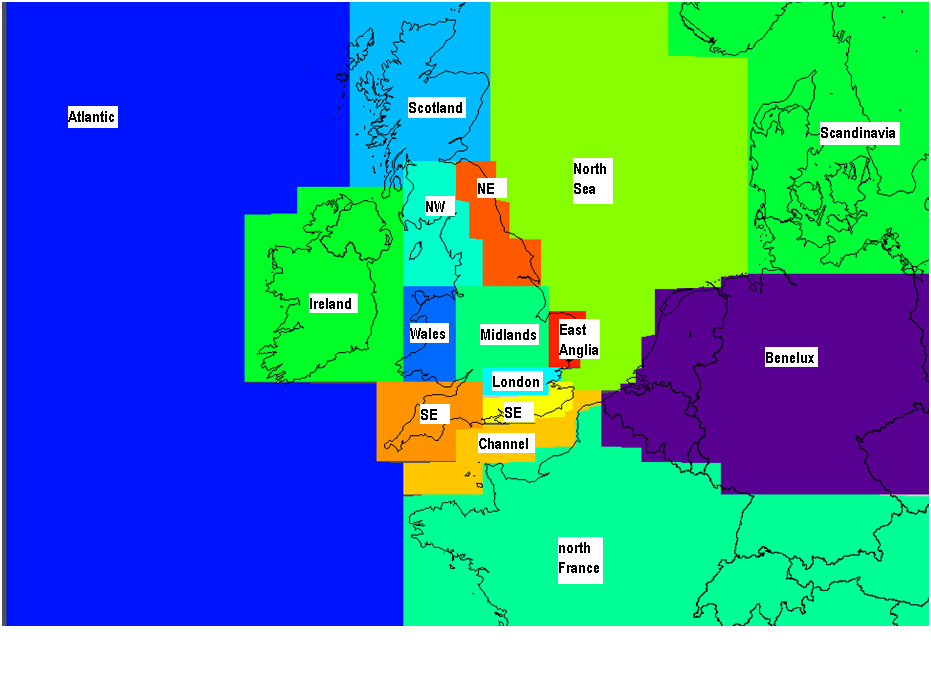 Atlantic
Scotland
Scandinavia
North
Sea
NE
NW
Ireland
Wales
Midlands
East
Anglia
Benelux
London
SE
SE
Channel
north
France